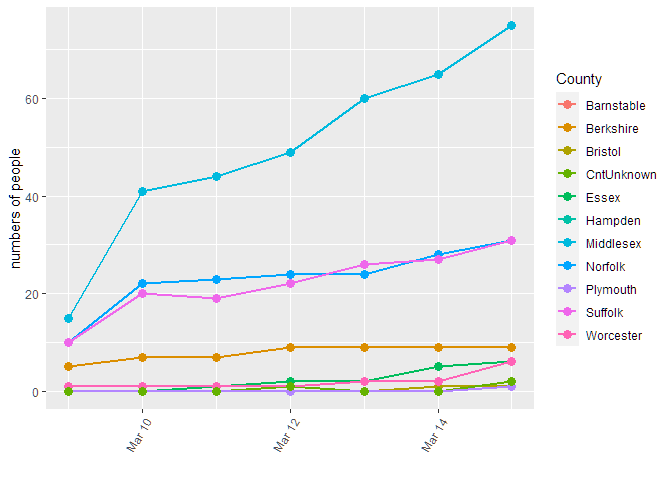 numbers of people
60
40
20
0
Mar 10
Mar 12
Mar 14
County
Barnstable
Berkshire
Bristol
CntUnknown
Essex
Hampden
Middlesex
Norfolk
Plymouth
Suffolk
Worcester